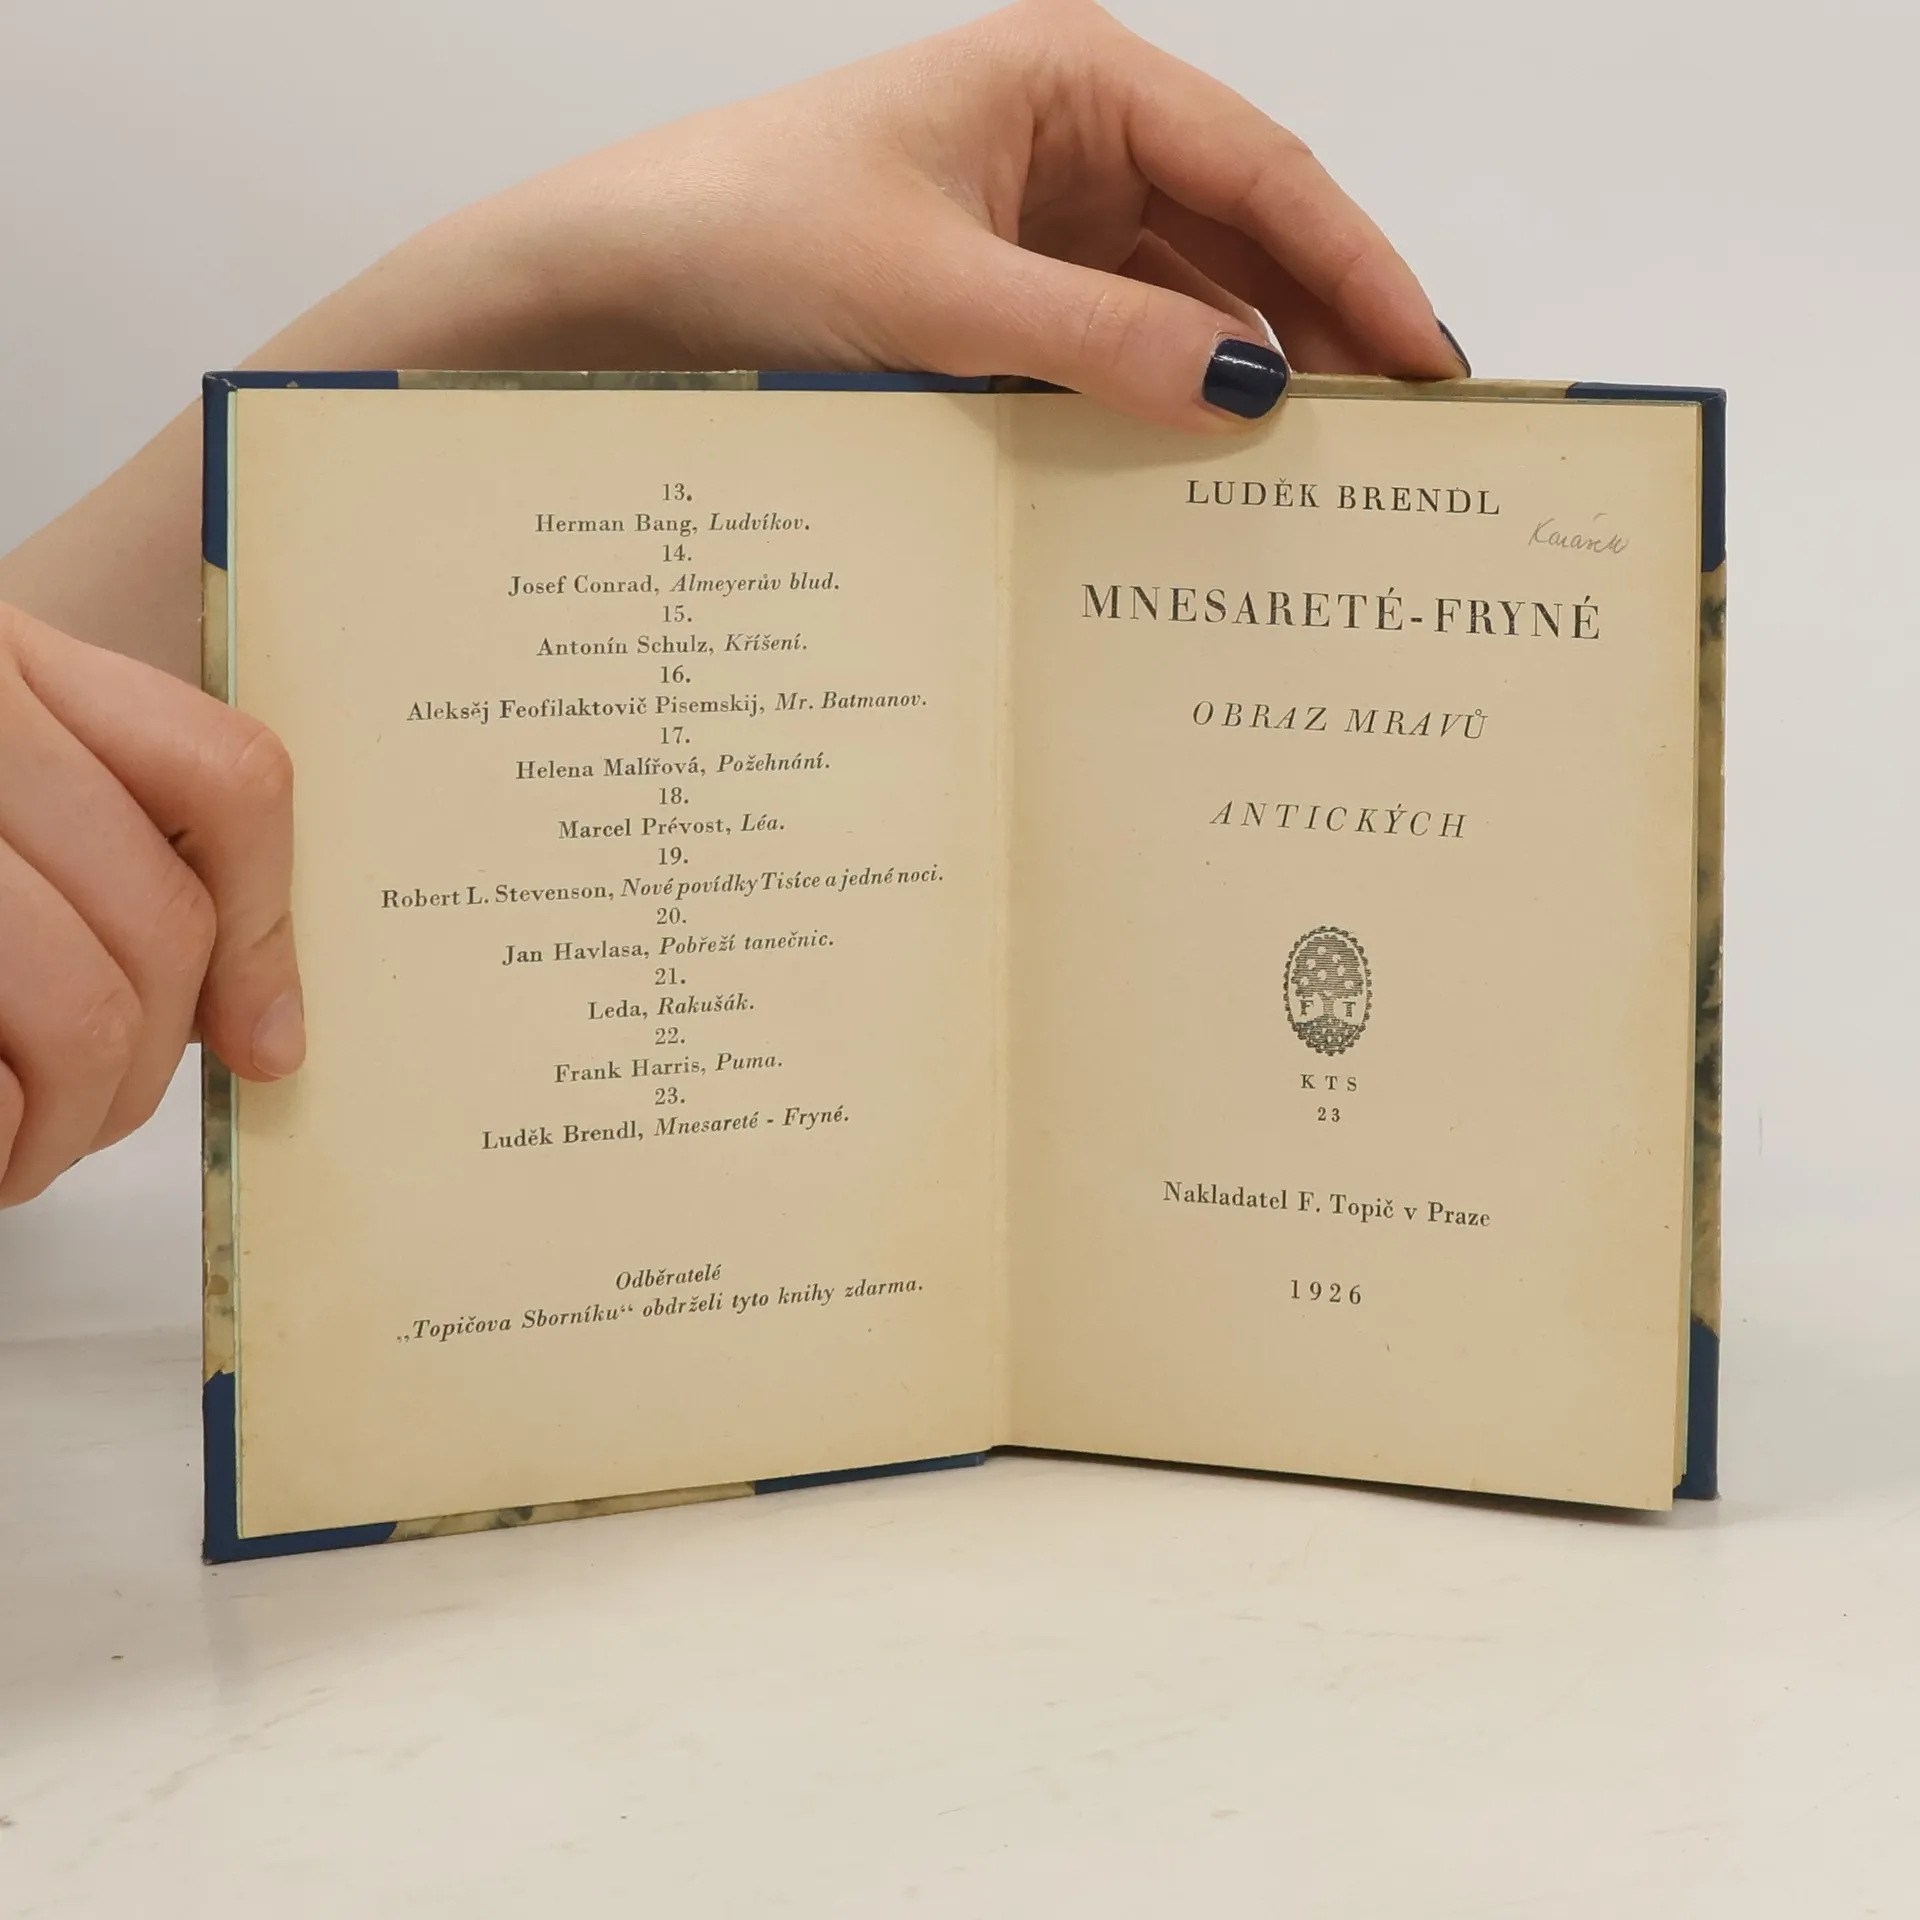 13.
Herman Bang, Ludvíkov.
14.
Josef Conrad, Almeyerův blud.
15.
Antonín Schulz, Kříšení.
16.
Aleksěj Feofilaktovič Pisemskij, Mr. Batmanov.
17.
Helena Malířová, Požehnání.
18.
Marcel Prévost, Léa.
19.
Robert L. Stevenson, Nové povídky Tisíce a jedné noci.
20.
Jan Havlasa, Pobřeží tanečnic.
21.
Leda, Rakušák.
22.
Frank Harris, Puma.
23.
Luděk Brendl, Mnesareté - Fryné.
Odběratelé
„Topičova Sborníku“ obdrželi tyto knihy zdarma.
LUDĚK BRENDL
Karásek
MNESARETÉ-FRYNÉ
OBRAZ MRAVŮ
ANTICKÝCH
F T
K T S
23
Nakladatel F. Topič v Praze
1926